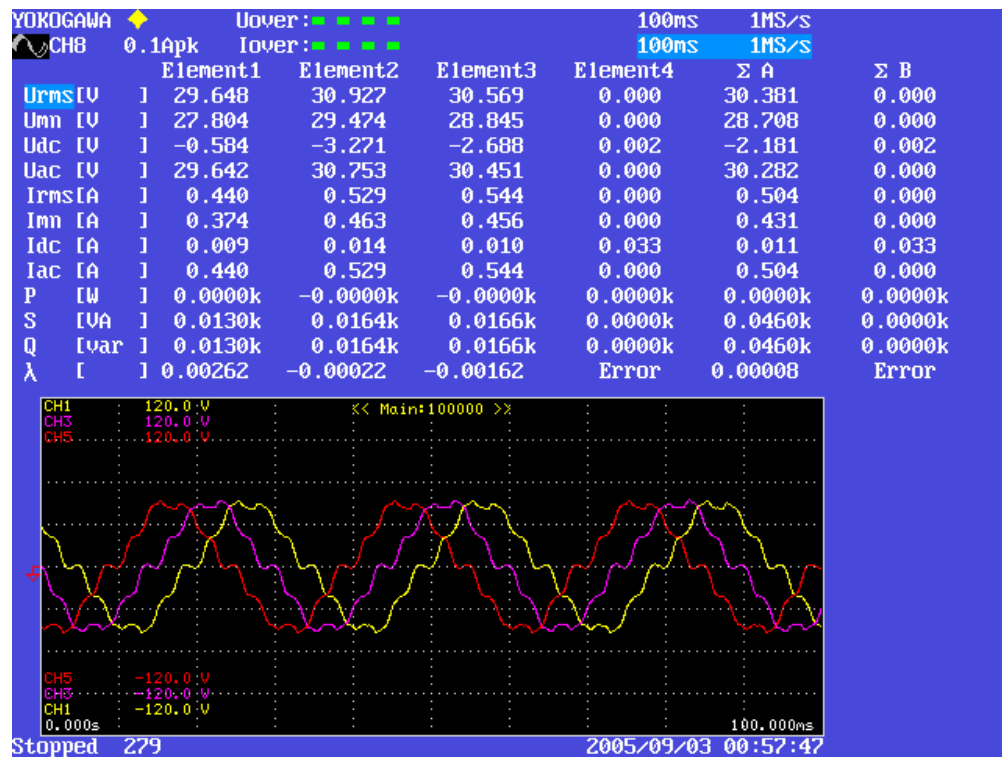 YOKOGAWA Uover: 100ms 1MS/s
CH8 0.1Apk Iover: 100ms 1MS/s
Element1 Element2 Element3 Element4 Σ A Σ B
Urms[V ] 29.648 30.927 30.569 0.000 30.381 0.000
Umn [V ] 27.804 29.474 28.845 0.000 28.708 0.000
Udc [V ] -0.584 -3.271 -2.688 0.002 -2.181 0.002
Uac [V ] 29.642 30.753 30.451 0.000 30.282 0.000
Irms[A ] 0.440 0.529 0.544 0.000 0.504 0.000
Imn [A ] 0.374 0.463 0.456 0.000 0.431 0.000
Idc [A ] 0.009 0.014 0.010 0.033 0.011 0.033
Iac [A ] 0.440 0.529 0.544 0.000 0.504 0.000
P [W ] 0.0000k -0.0000k -0.0000k 0.0000k 0.0000k 0.0000k
S [VA ] 0.0130k 0.0164k 0.0166k 0.0000k 0.0460k 0.0000k
Q [var ] 0.0130k 0.0164k 0.0166k 0.0000k 0.0460k 0.0000k
λ [ ] 0.00262 -0.00022 -0.00162 Error 0.00008 Error
CH1 120.0 V << Main:100000 >>
CH3 120.0 V
CH5 120.0 V
CH5 -120.0 V
CH3 -120.0 V
CH1 -120.0 V
0.000s 100.000ms
Stopped 279 2005/09/03 00:57:47